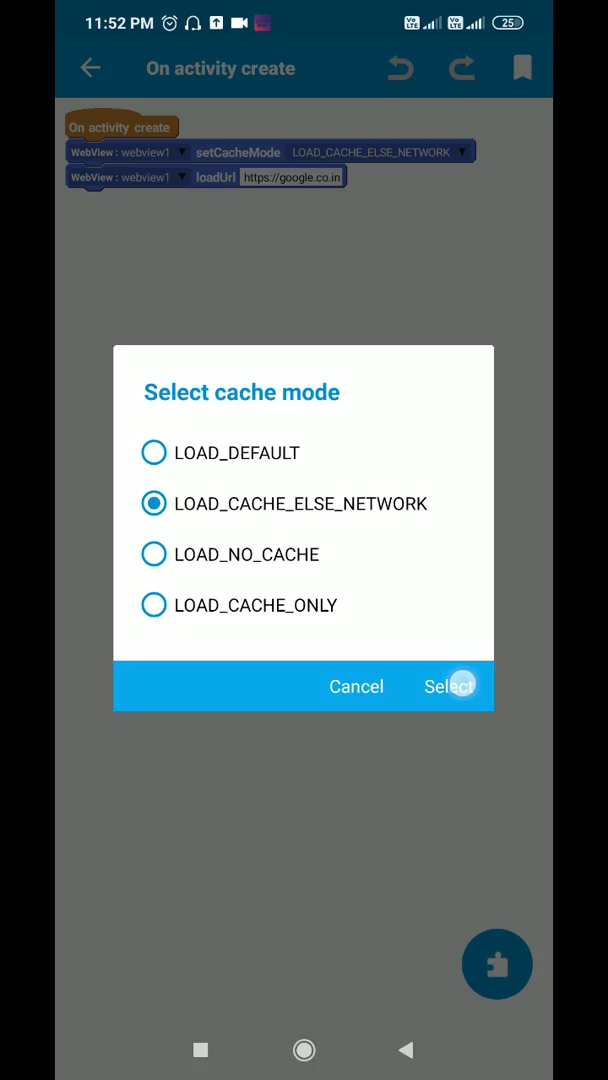 11:52 PM 25
On activity create
On activity create
WebView : webview1 setCacheMode LOAD_CACHE_ELSE_NETWORK
WebView : webview1 loadUrl https://google.co.in
Select cache mode
LOAD_DEFAULT
LOAD_CACHE_ELSE_NETWORK
LOAD_NO_CACHE
LOAD_CACHE_ONLY
Cancel Select